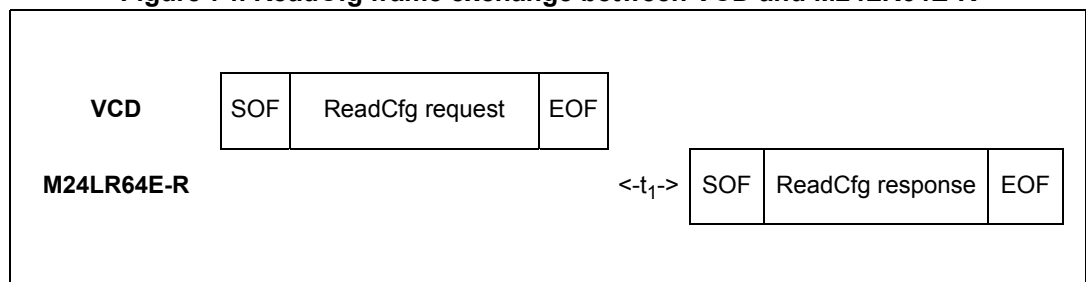 VCD SOF ReadCfg request EOF
M24LR64E-R <-t₁-> SOF ReadCfg response EOF